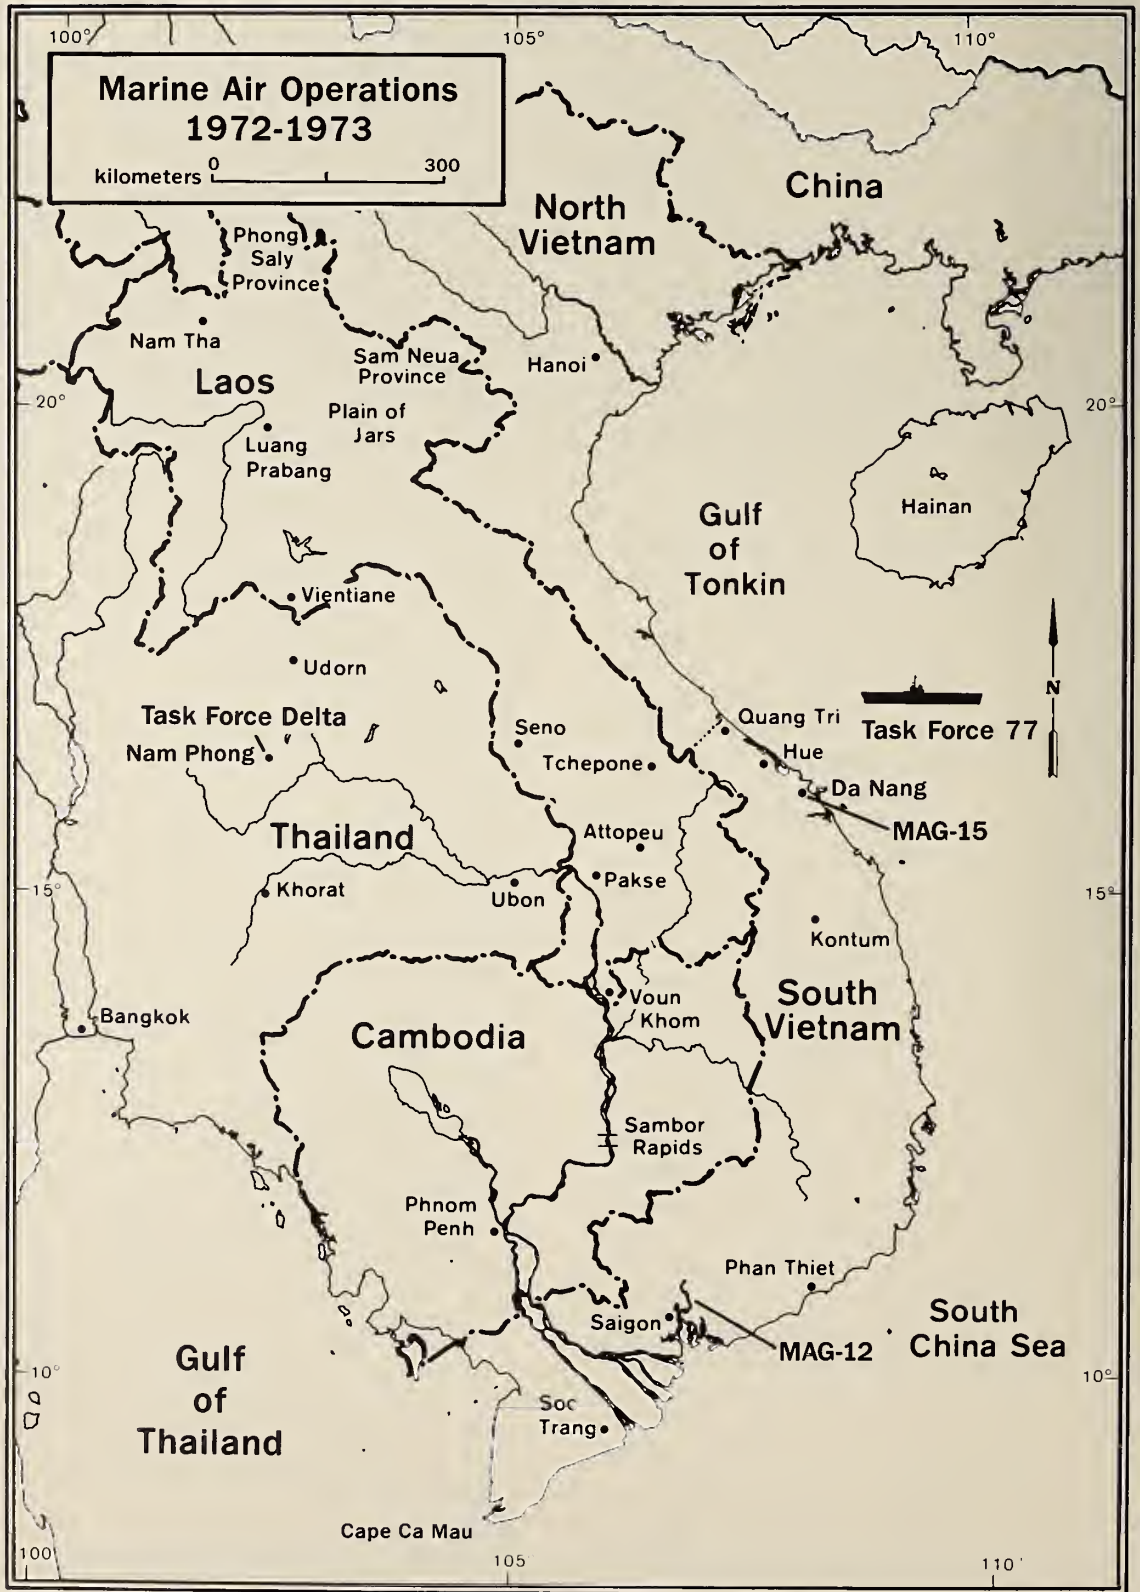 100°
105°
110°
Marine Air Operations
1972-1973
kilometers 0 300
China
North
Vietnam
Phong
Saly
Province
Nam Tha
Sam Neua
Province
Hanoi
Laos
20°
20°
Plain of
Jars
Luang
Prabang
Hainan
Gulf
of
Tonkin
Vientiane
Udorn
N
Task Force Delta
Nam Phong
Seno
Tchepone
Quang Tri
Hue
Task Force 77
Da Nang
MAG-15
Thailand
Attopeu
Pakse
Khorat
Ubon
15°
15°
Kontum
Bangkok
Voun
Khom
South
Vietnam
Cambodia
Sambor
Rapids
Phnom
Penh
Phan Thiet
Saigon
MAG-12
South
China Sea
Gulf
of
Thailand
10°
10°
Soc
Trang
Cape Ca Mau
100°
105
110'